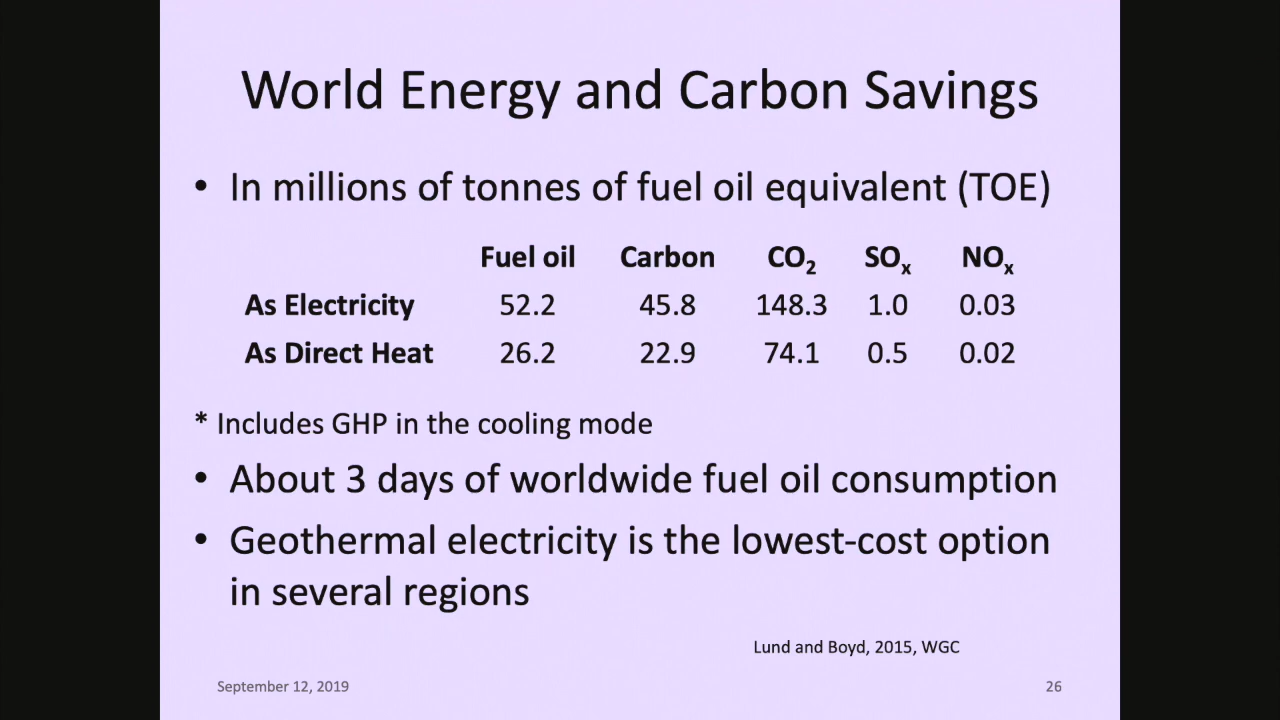 World Energy and Carbon Savings
• In millions of tonnes of fuel oil equivalent (TOE)
Fuel oil Carbon CO₂ SOₓ NOₓ
As Electricity 52.2 45.8 148.3 1.0 0.03
As Direct Heat 26.2 22.9 74.1 0.5 0.02
* Includes GHP in the cooling mode
• About 3 days of worldwide fuel oil consumption
• Geothermal electricity is the lowest-cost option
in several regions
Lund and Boyd, 2015, WGC
September 12, 2019 26